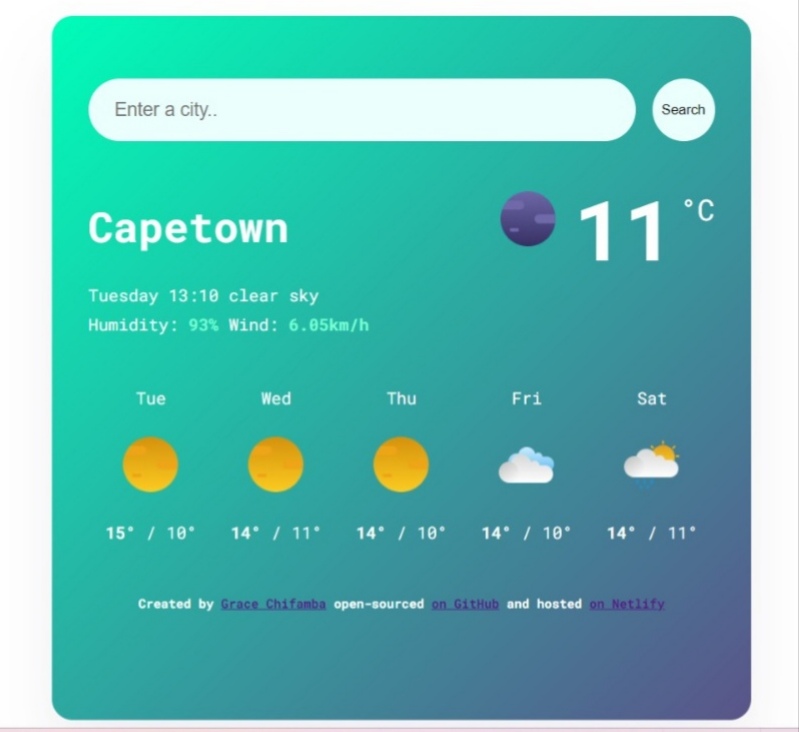 Enter a city..
Search
Capetown
11 °C
Tuesday 13:10 clear sky
Humidity: 93% Wind: 6.05km/h
Tue Wed Thu Fri Sat
15° / 10° 14° / 11° 14° / 10° 14° / 10° 14° / 11°
Created by Grace Chifamba open-sourced on GitHub and hosted on Netlify